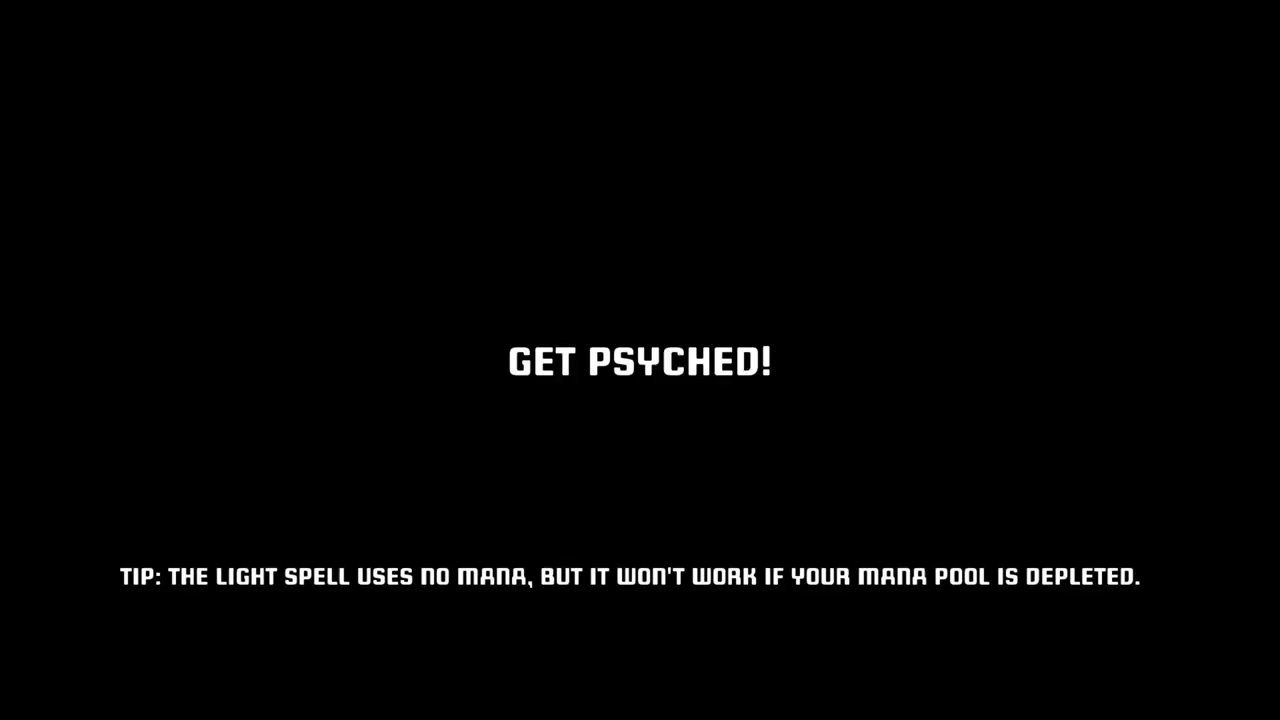 GET PSYCHED!
TIP: THE LIGHT SPELL USES NO MANA, BUT IT WON'T WORK IF YOUR MANA POOL IS DEPLETED.